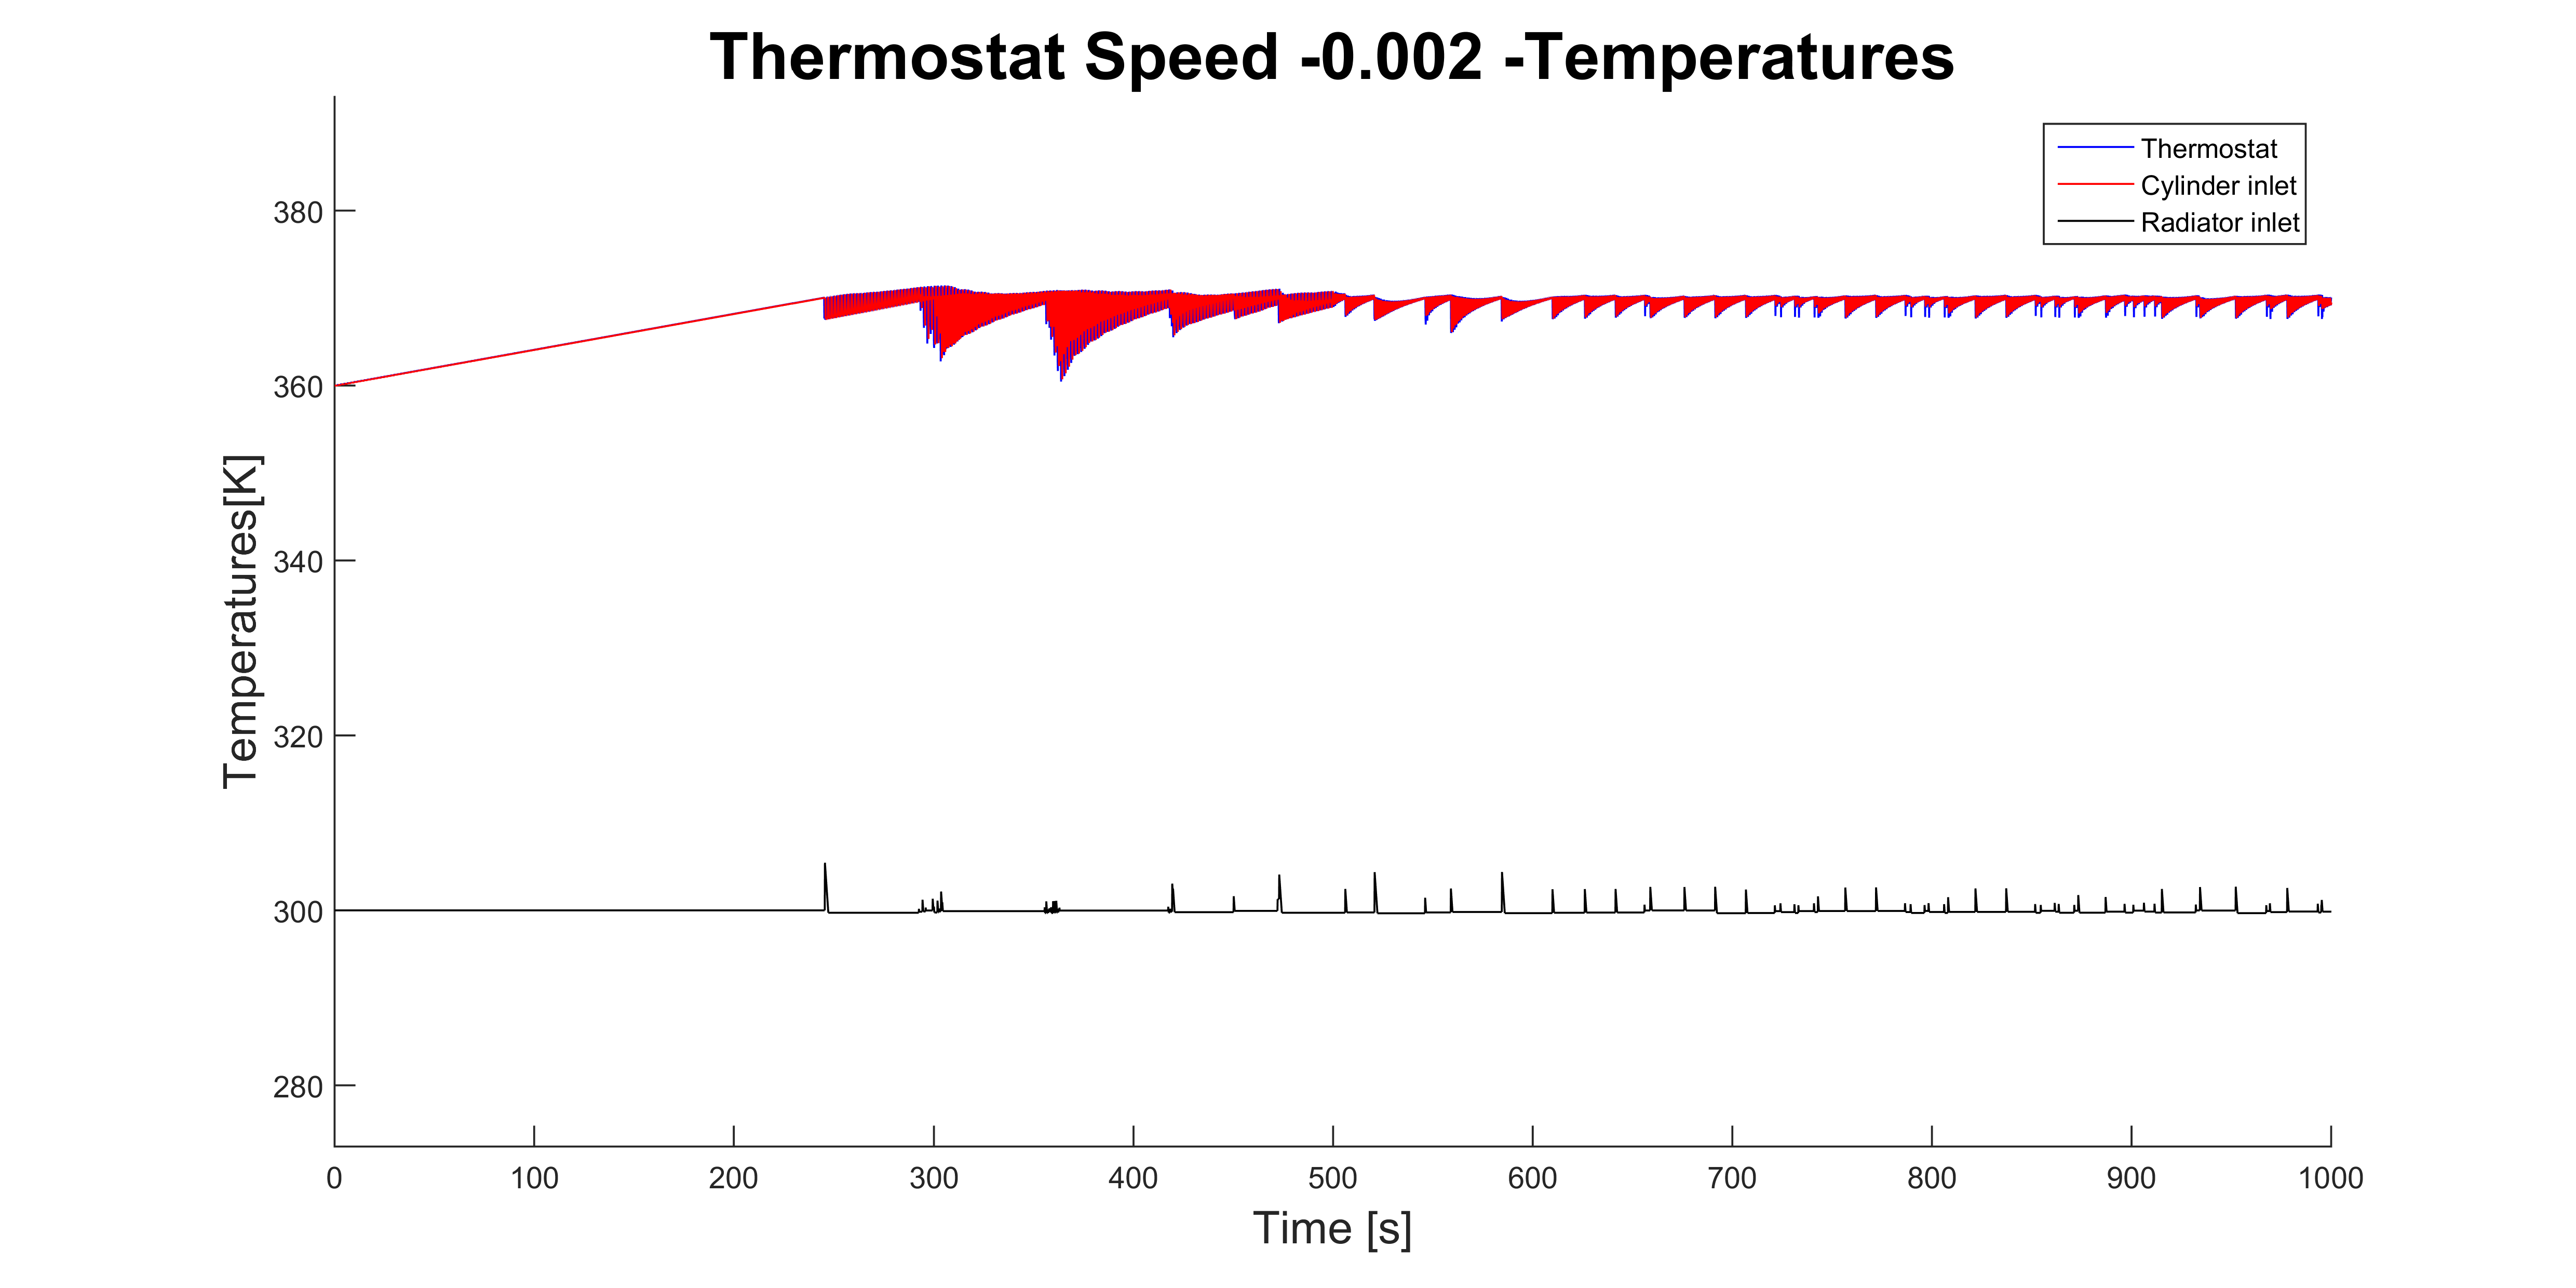 Thermostat Speed -0.002 -Temperatures
Thermostat
Cylinder inlet
Radiator inlet
380
360
340
320
300
280
Temperatures[K]
0 100 200 300 400 500 600 700 800 900 1000
Time [s]